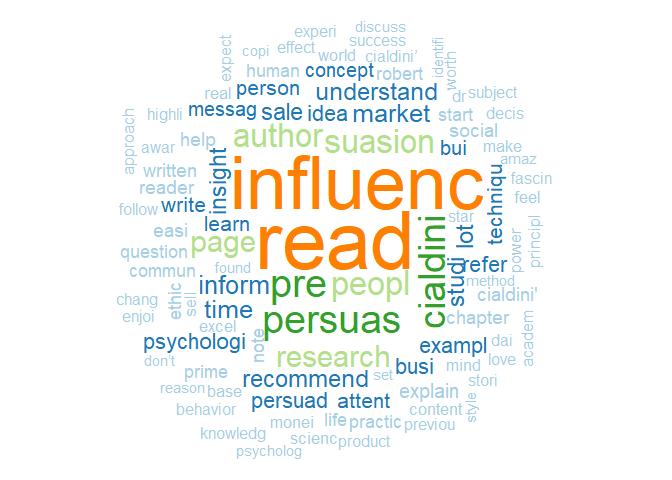 experi discuss
copi effect success
expect world cialdini' identifi
human concept robert worth
real person understand dr subject
messag sale idea market start decis
highli author suasion social
approach awar help bui make
written insight influenc techniqu amaz
reader fascin
follow write read feel
learn star
easi page cialdini lot power principl
question studi refer
commun found inform pre peopl method
chang ethic sell time persuas cialdini'
enjoi excel chapter
psychologi note research exampl dai academ
don't love
prime recommend set busi mind stori
reason base explain
behavior persuad attent content style
monei life practic previou
knowledg scienc product
psycholog